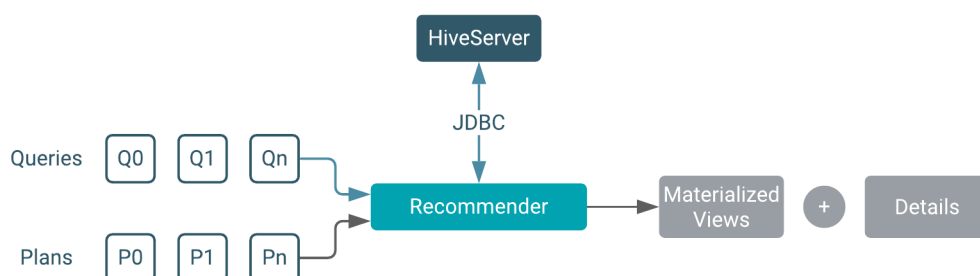 HiveServer
JDBC
Queries Q0 Q1 Qn
Recommender
Materialized
Views
+
Details
Plans P0 P1 Pn